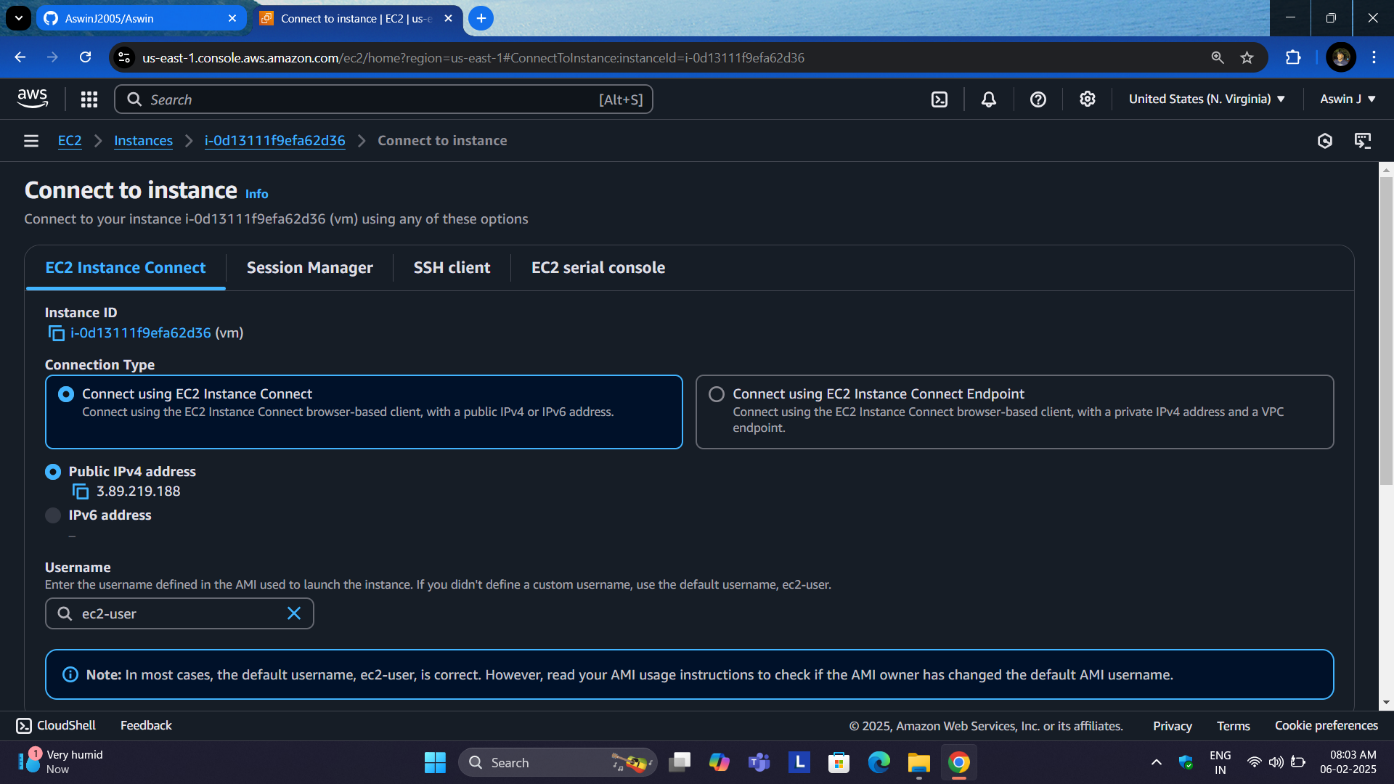 AswinJ2005/Aswin
Connect to instance | EC2 | us-e
us-east-1.console.aws.amazon.com/ec2/home?region=us-east-1#ConnectToInstance:instanceId=i-0d13111f9efa62d36
aws
Search
[Alt+S]
United States (N. Virginia)
Aswin J
EC2
Instances
i-0d13111f9efa62d36
Connect to instance
Connect to instance Info
Connect to your instance i-0d13111f9efa62d36 (vm) using any of these options
EC2 Instance Connect
Session Manager
SSH client
EC2 serial console
Instance ID
i-0d13111f9efa62d36 (vm)
Connection Type
Connect using EC2 Instance Connect
Connect using the EC2 Instance Connect browser-based client, with a public IPv4 or IPv6 address.
Connect using EC2 Instance Connect Endpoint
Connect using the EC2 Instance Connect browser-based client, with a private IPv4 address and a VPC
endpoint.
Public IPv4 address
3.89.219.188
IPv6 address
–
Username
Enter the username defined in the AMI used to launch the instance. If you didn't define a custom username, use the default username, ec2-user.
ec2-user
Note: In most cases, the default username, ec2-user, is correct. However, read your AMI usage instructions to check if the AMI owner has changed the default AMI username.
CloudShell
Feedback
© 2025, Amazon Web Services, Inc. or its affiliates.
Privacy
Terms
Cookie preferences
1
Very humid
Now
Search
L
ENG
IN
08:03 AM
06-02-2025